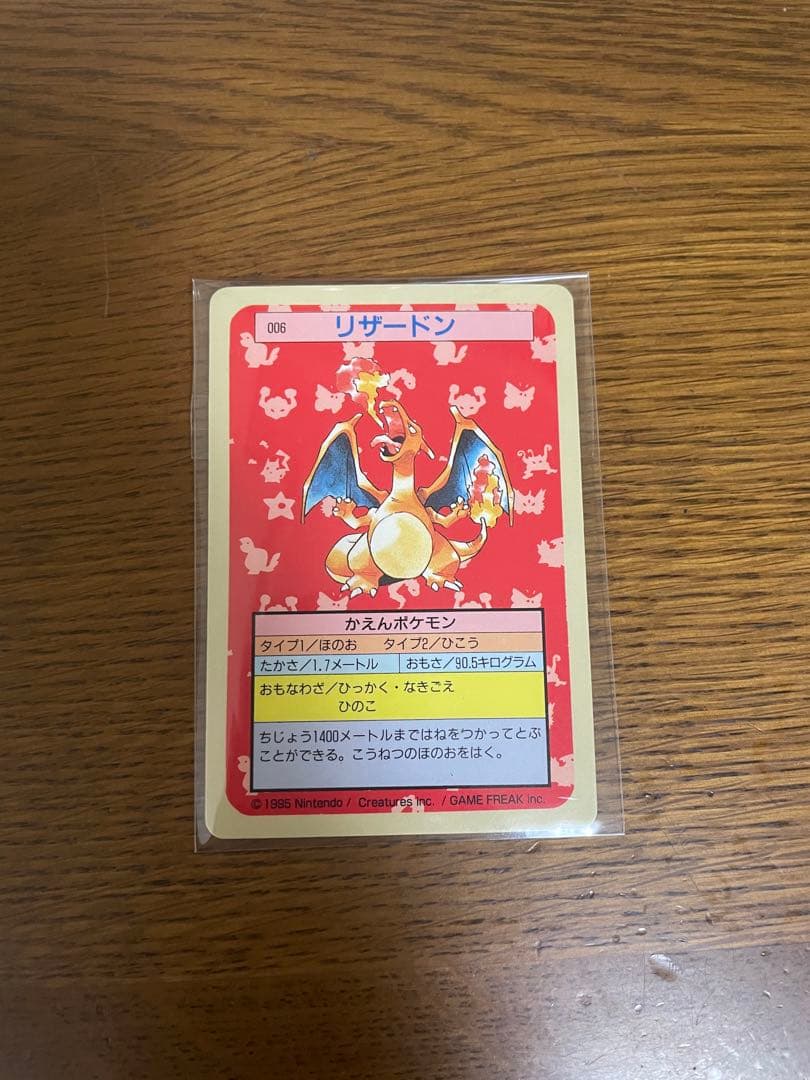 006 リザードン
かえんポケモン
タイプ1/ほのお タイプ2/ひこう
たかさ/1.7メートル おもさ/90.5キログラム
おもなわざ/ひっかく・なきごえ
ひのこ
ちじょう1400メートルまではねをつかってとぶ
ことができる。こうねつのほのおをはく。
©1995 Nintendo / Creatures inc. / GAME FREAK inc.